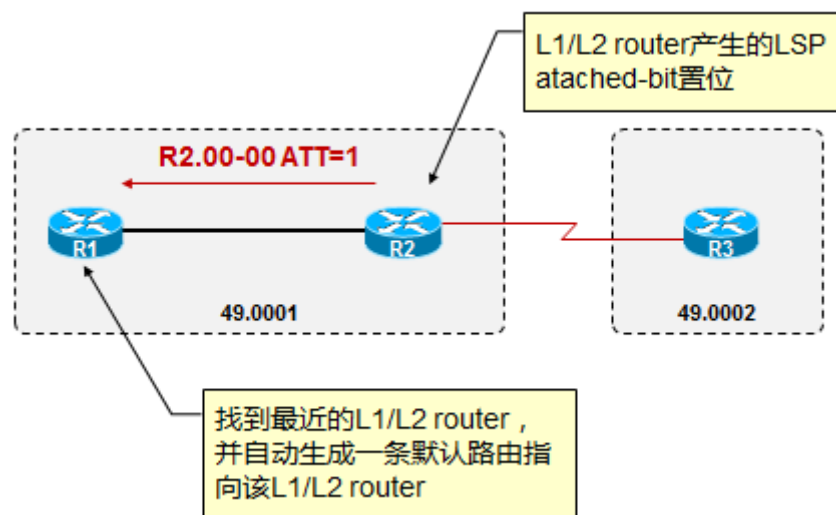 L1/L2 router产生的LSP
atached-bit置位
R2.00-00 ATT=1
R1
R2
R3
49.0001
49.0002
找到最近的L1/L2 router，
并自动生成一条默认路由指
向该L1/L2 router